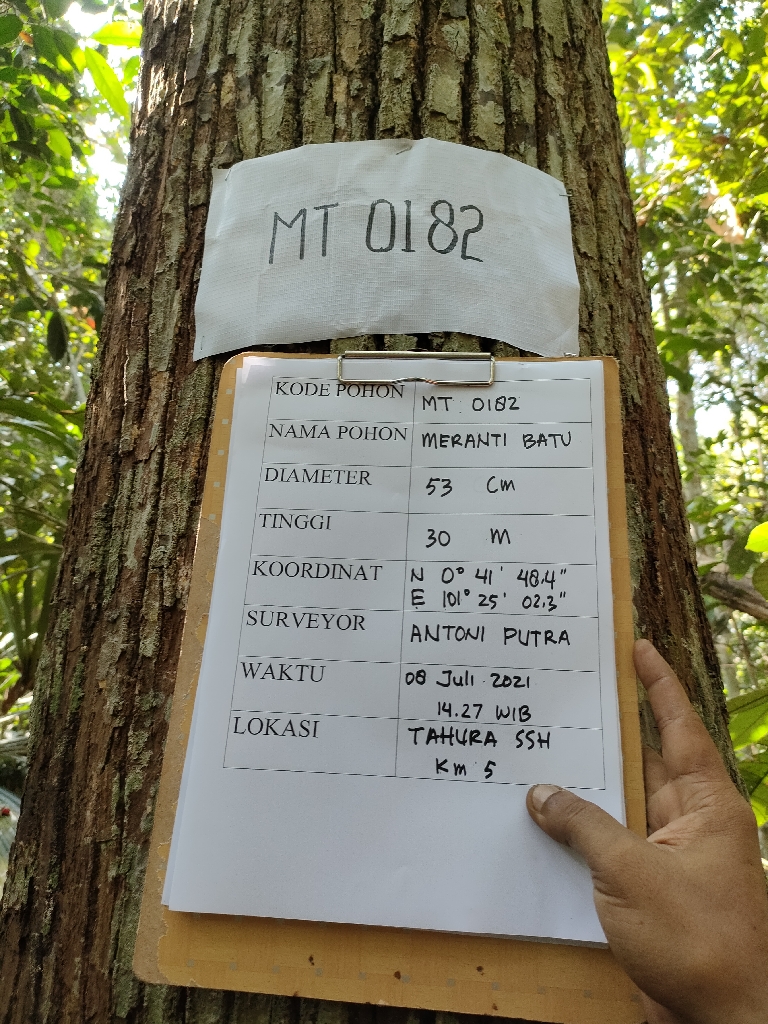 MT 0182
KODE POHON MT 0182
NAMA POHON MERANTI BATU
DIAMETER 53 Cm
TINGGI 30 M
KOORDINAT N 0° 41' 48.4"
E 101° 25' 02.3"
SURVEYOR ANTONI PUTRA
WAKTU 08 Juli 2021
14.27 WIB
LOKASI TAHURA SSH
Km 5